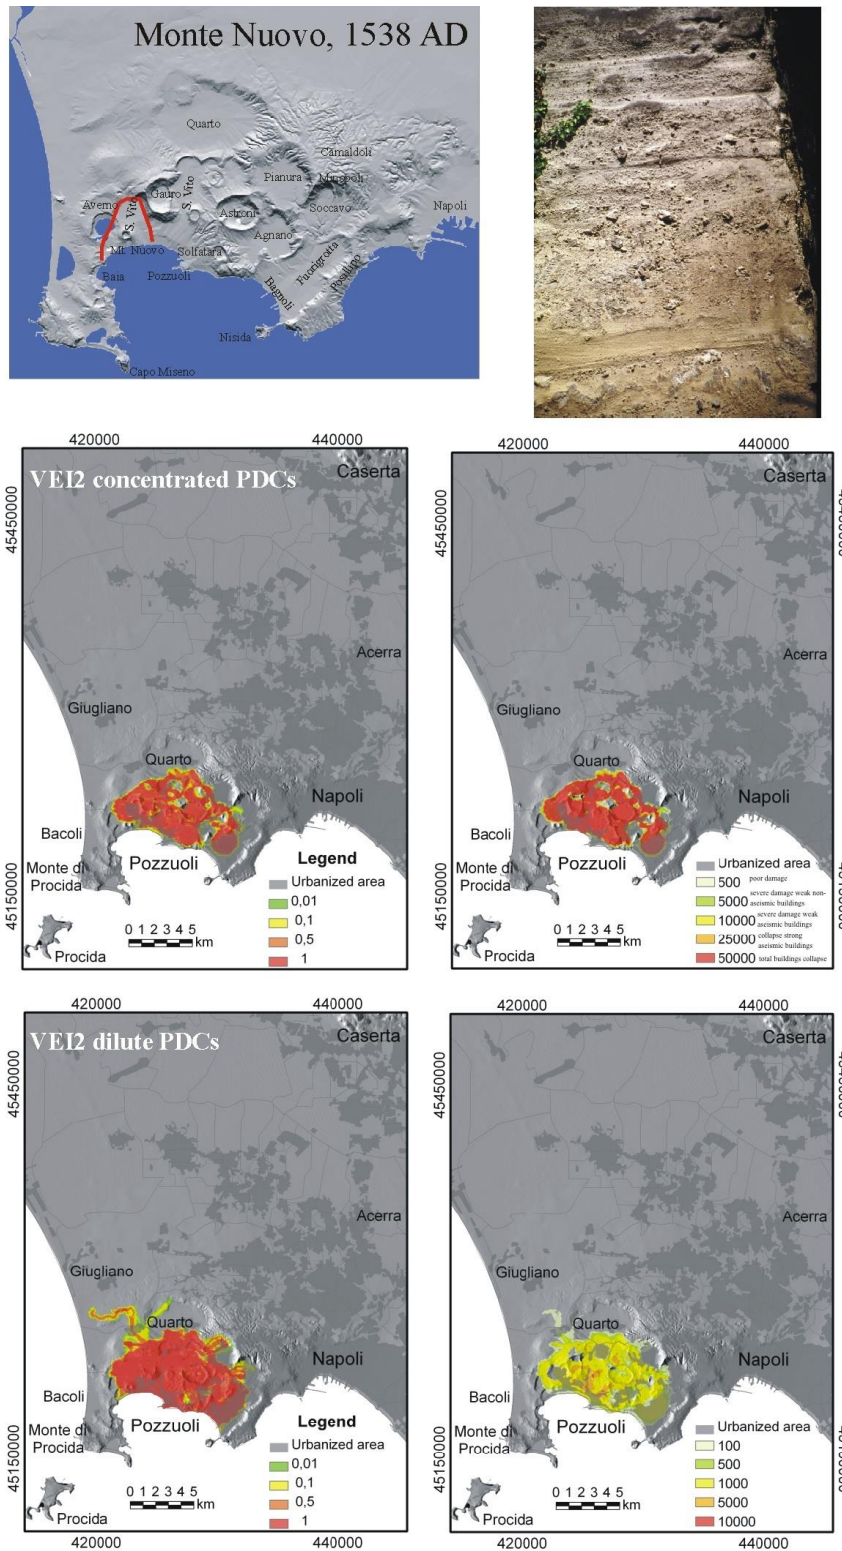 Monte Nuovo, 1538 AD
Quarto
Camaldoli
Pianura
Gauro
S. Vito
Averno
S. Vito
Astroni
Soccavo
Napoli
Agnano
Mt. Nuovo
Solfatara
Fuorigrotta
Baia
Pozzuoli
Bagnoli
Posillipo
Nisida
Capo Miseno
420000
440000
VEI2 concentrated PDCs
Caserta
45450000
Acerra
Giugliano
Quarto
Napoli
Bacoli
Pozzuoli
Monte di
Procida
45150000
Procida
0 1 2 3 4 5
km
Legend
Urbanized area
0,01
0,1
0,5
1
420000
440000
Caserta
45450000
Acerra
Giugliano
Quarto
Napoli
Bacoli
Pozzuoli
Monte di
Procida
45150000
Procida
0 1 2 3 4 5
km
Urbanized area
500 poor damage
5000 severe damage weak non-
aseismic buildings
10000 severe damage weak
aseismic buildings
25000 collapse strong
aseismic buildings
50000 total buildings collapse
420000
440000
VEI2 dilute PDCs
Caserta
45450000
Acerra
Giugliano
Quarto
Napoli
Bacoli
Pozzuoli
Monte di
Procida
45150000
Procida
0 1 2 3 4 5
km
Legend
Urbanized area
0,01
0,1
0,5
1
420000
440000
420000
440000
Caserta
45450000
Acerra
Giugliano
Quarto
Napoli
Bacoli
Pozzuoli
Monte di
Procida
45150000
Procida
0 1 2 3 4 5
km
Urbanized area
100
500
1000
5000
10000
420000
440000